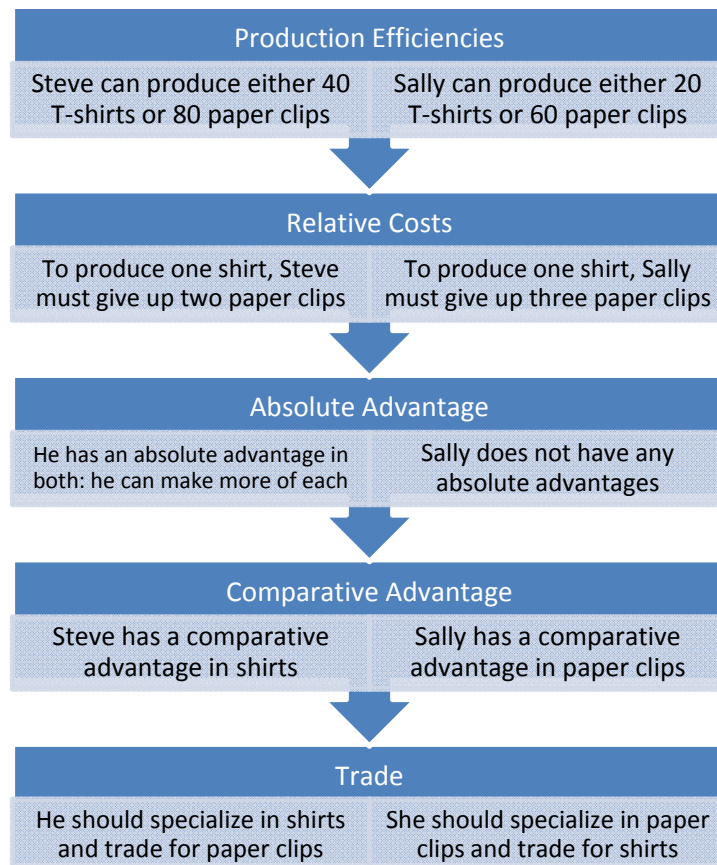 Production Efficiencies
Steve can produce either 40
T-shirts or 80 paper clips
Sally can produce either 20
T-shirts or 60 paper clips
Relative Costs
To produce one shirt, Steve
must give up two paper clips
To produce one shirt, Sally
must give up three paper clips
Absolute Advantage
He has an absolute advantage in
both: he can make more of each
Sally does not have any
absolute advantages
Comparative Advantage
Steve has a comparative
advantage in shirts
Sally has a comparative
advantage in paper clips
Trade
He should specialize in shirts
and trade for paper clips
She should specialize in paper
clips and trade for shirts